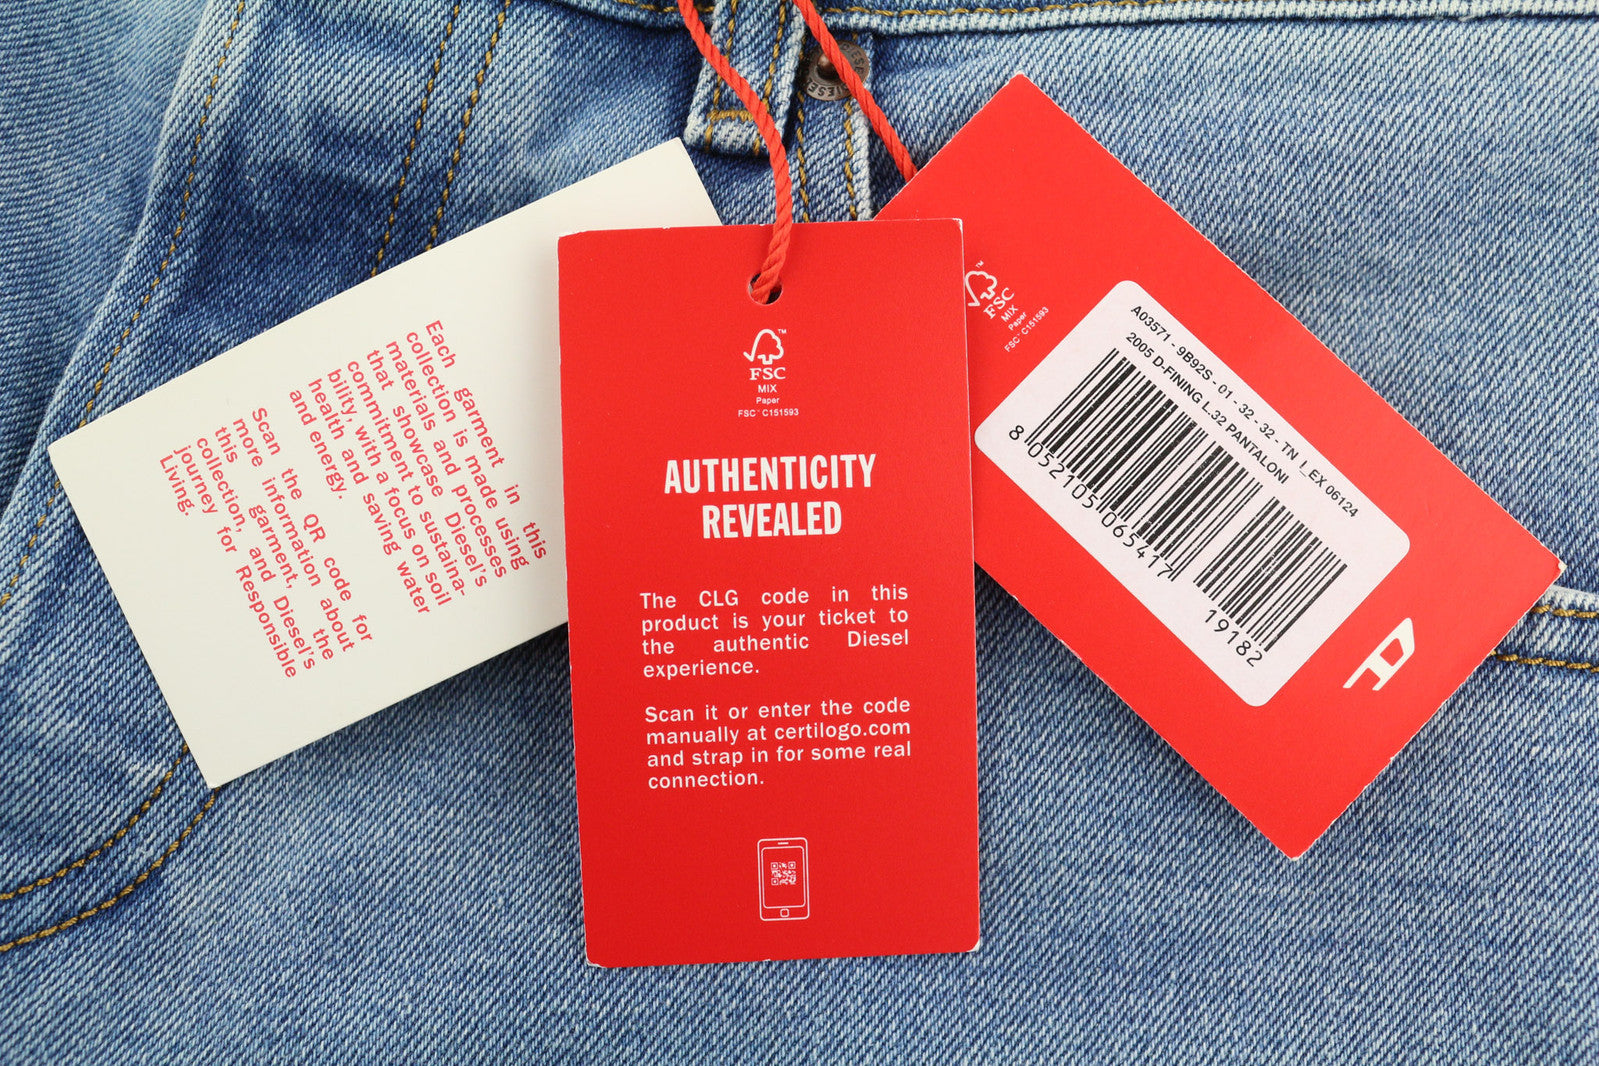 Each garment in this
collection is made using
materials and processes
that showcase Diesel's
commitment to sustaina-
bility with a focus on soil
health and saving water
and energy.
Scan the QR code for
more information about
this garment, the
collection, and Diesel's
journey for Responsible
Living.
FSC
MIX
Paper
FSC™ C151593
AUTHENTICITY
REVEALED
The CLG code in this
product is your ticket to
the authentic Diesel
experience.
Scan it or enter the code
manually at certilogo.com
and strap in for some real
connection.
™
FSC
MIX
Paper
FSC™ C151593
A03571 - 9B92S - 01 - 32 - 32 - TN I_EX 06124
2005 D-FINING L.32 PANTALONI
8 052105 065417
19182
D
DIESEL